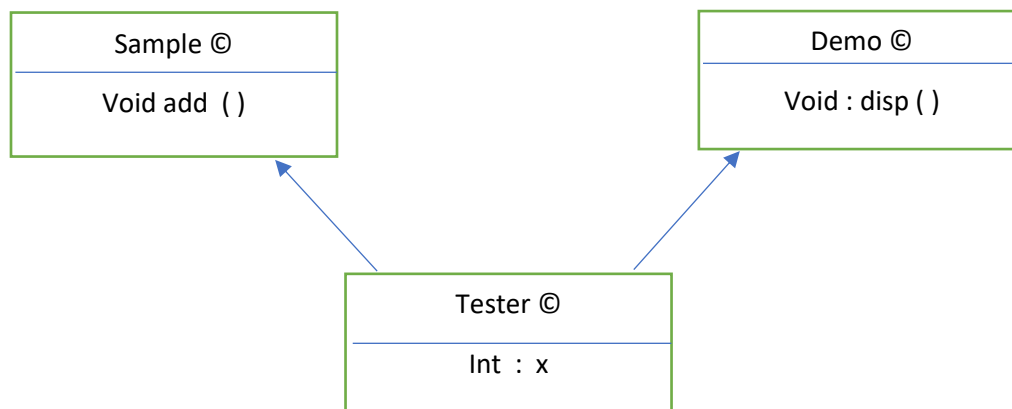 Sample ©
Void add  ( )
Demo ©
Void : disp ( )
Tester ©
Int  :  x